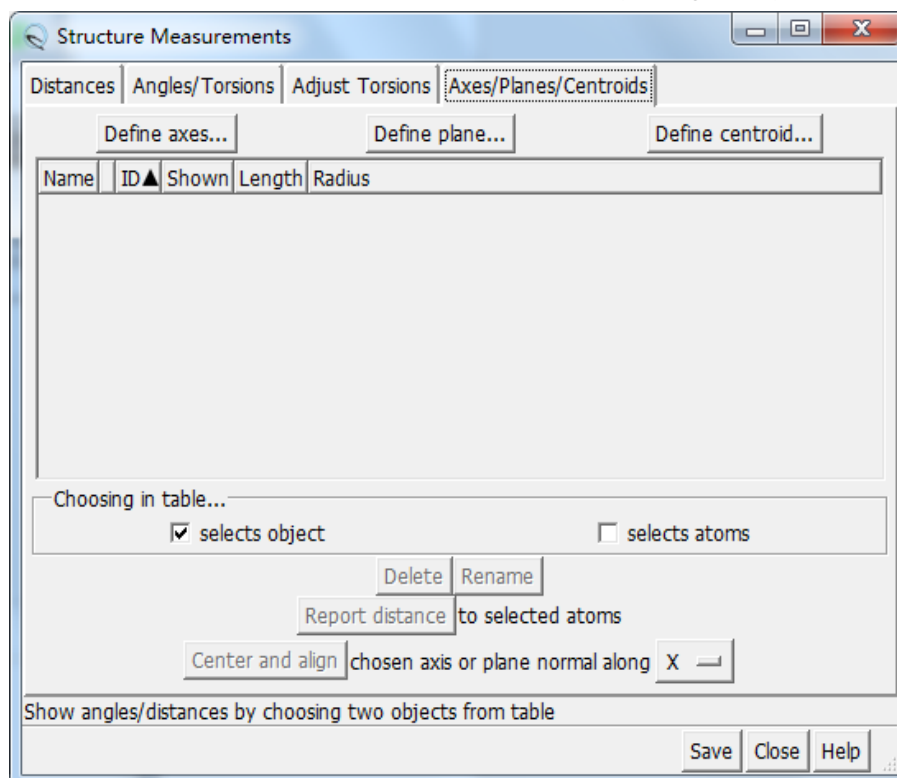 Structure Measurements
Distances Angles/Torsions Adjust Torsions Axes/Planes/Centroids
Define axes... Define plane... Define centroid...
Name ID▲ Shown Length Radius
Choosing in table...
selects object selects atoms
Delete Rename
Report distance to selected atoms
Center and align chosen axis or plane normal along X
Show angles/distances by choosing two objects from table
Save Close Help